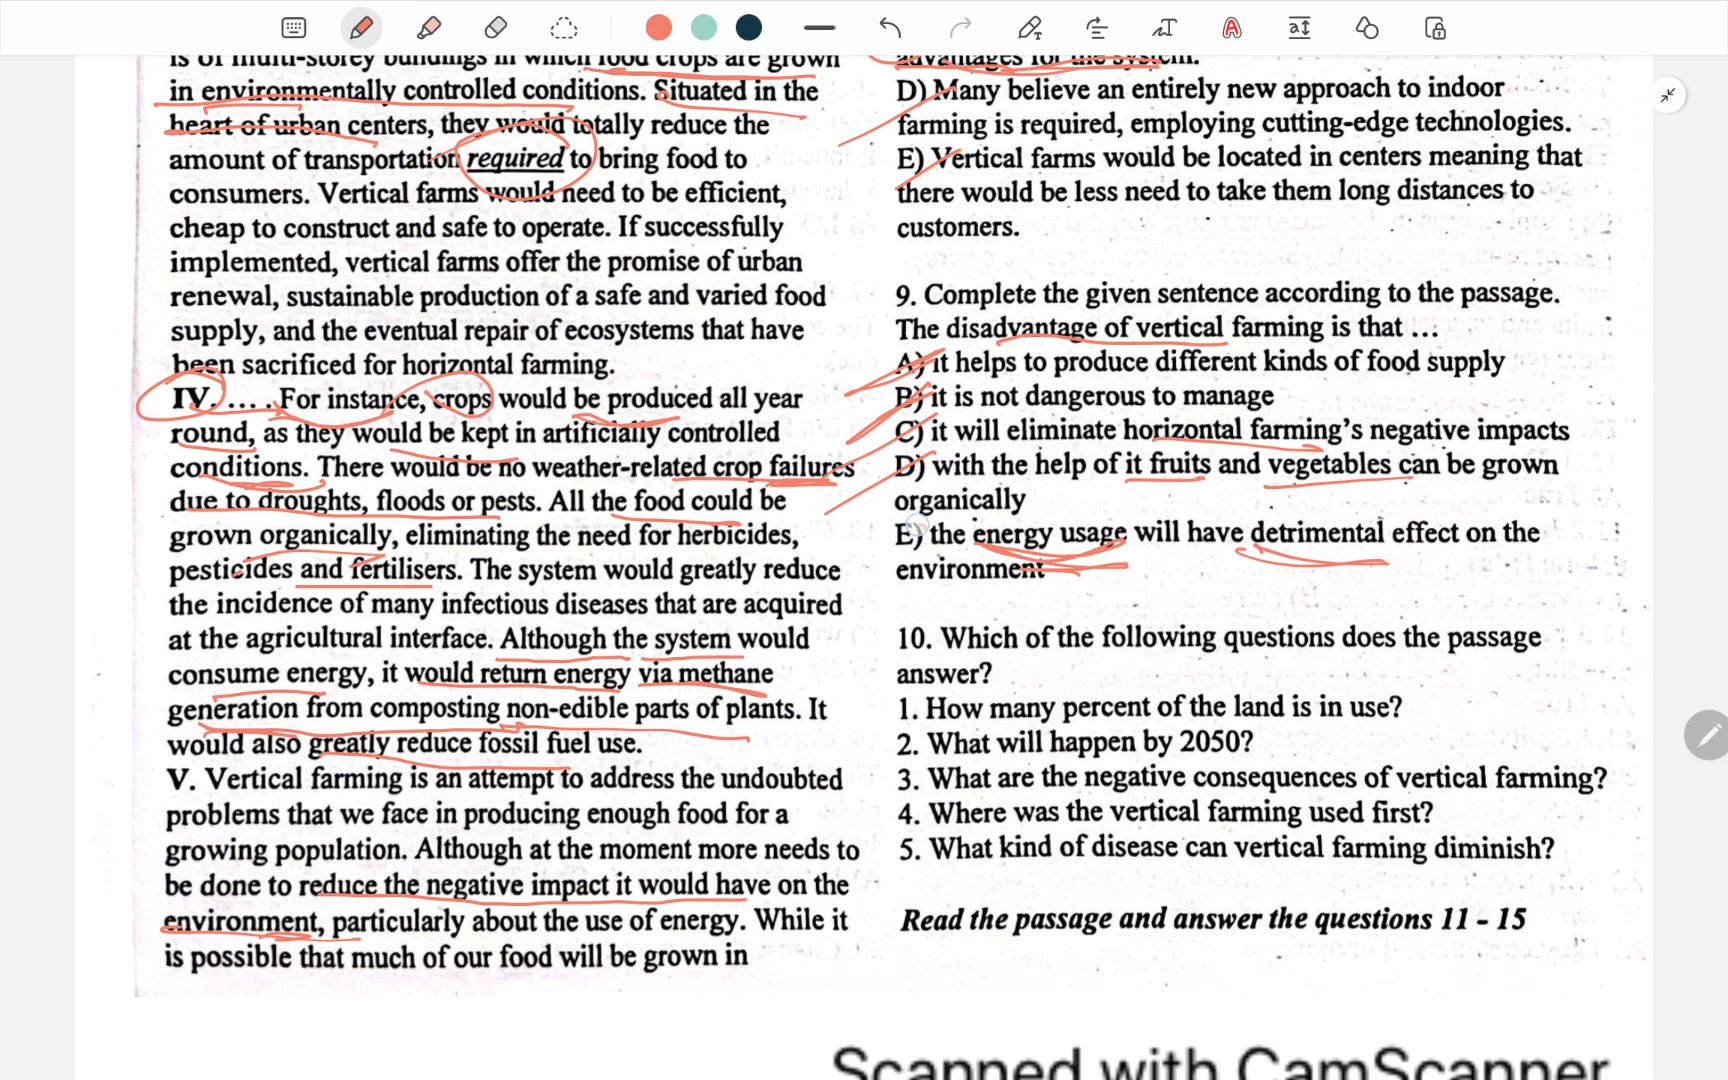 is of multi-storey buildings in which food crops are grown
in environmentally controlled conditions. Situated in the
heart of urban centers, they would totally reduce the
amount of transportation required to bring food to
consumers. Vertical farms would need to be efficient,
cheap to construct and safe to operate. If successfully
implemented, vertical farms offer the promise of urban
renewal, sustainable production of a safe and varied food
supply, and the eventual repair of ecosystems that have
been sacrificed for horizontal farming.
IV. ... . For instance, crops would be produced all year
round, as they would be kept in artificially controlled
conditions. There would be no weather-related crop failures
due to droughts, floods or pests. All the food could be
grown organically, eliminating the need for herbicides,
pesticides and fertilisers. The system would greatly reduce
the incidence of many infectious diseases that are acquired
at the agricultural interface. Although the system would
consume energy, it would return energy via methane
generation from composting non-edible parts of plants. It
would also greatly reduce fossil fuel use.
V. Vertical farming is an attempt to address the undoubted
problems that we face in producing enough food for a
growing population. Although at the moment more needs to
be done to reduce the negative impact it would have on the
environment, particularly about the use of energy. While it
is possible that much of our food will be grown in
advantages for the system.
D) Many believe an entirely new approach to indoor
farming is required, employing cutting-edge technologies.
E) Vertical farms would be located in centers meaning that
there would be less need to take them long distances to
customers.
9. Complete the given sentence according to the passage.
The disadvantage of vertical farming is that ...
A) it helps to produce different kinds of food supply
B) it is not dangerous to manage
C) it will eliminate horizontal farming's negative impacts
D) with the help of it fruits and vegetables can be grown
organically
E) the energy usage will have detrimental effect on the
environment
10. Which of the following questions does the passage
answer?
1. How many percent of the land is in use?
2. What will happen by 2050?
3. What are the negative consequences of vertical farming?
4. Where was the vertical farming used first?
5. What kind of disease can vertical farming diminish?
Read the passage and answer the questions 11 - 15
Scanned with CamScanner